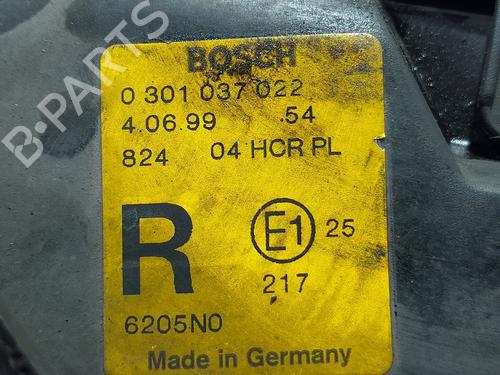 BOSCH
0 301 037 022
4.06.99 .54
824 04 HCR PL
R E1 25
217
6205N0
Made in Germany
B-PARTS